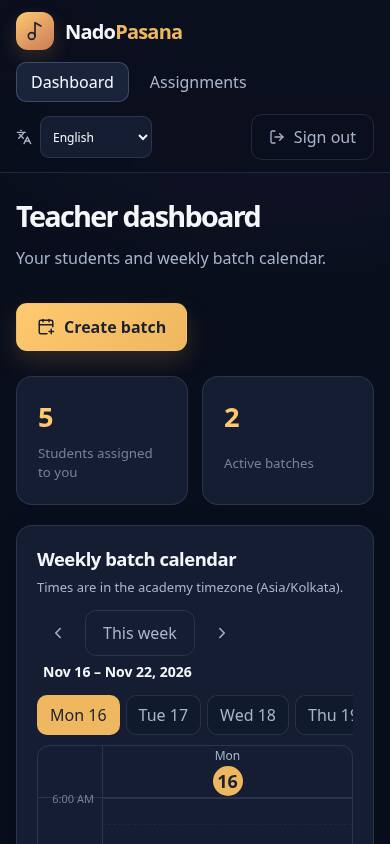 NadoPasana
Dashboard
Assignments
English
Sign out
Teacher dashboard
Your students and weekly batch calendar.
Create batch
5
Students assigned
to you
2
Active batches
Weekly batch calendar
Times are in the academy timezone (Asia/Kolkata).
This week
Nov 16 – Nov 22, 2026
Mon 16
Tue 17
Wed 18
Thu 19
Mon
16
6:00 AM